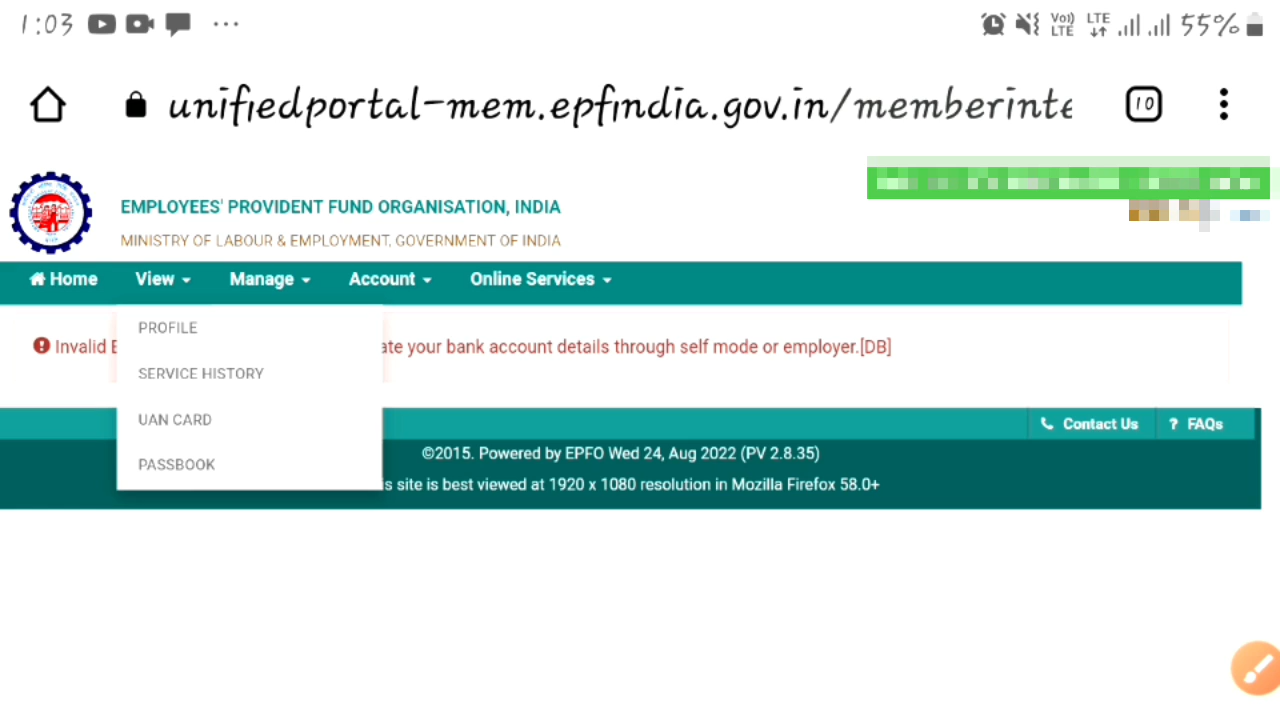 1:03 ... Vo)) LTE LTE 55%
unifiedportal-mem.epfindia.gov.in/memberinte
10
EMPLOYEES' PROVIDENT FUND ORGANISATION, INDIA
MINISTRY OF LABOUR & EMPLOYMENT, GOVERNMENT OF INDIA
Home View Manage Account Online Services
PROFILE
Invalid ate your bank account details through self mode or employer.[DB]
SERVICE HISTORY
UAN CARD
Contact Us ? FAQs
©2015. Powered by EPFO Wed 24, Aug 2022 (PV 2.8.35)
PASSBOOK
s site is best viewed at 1920 x 1080 resolution in Mozilla Firefox 58.0+